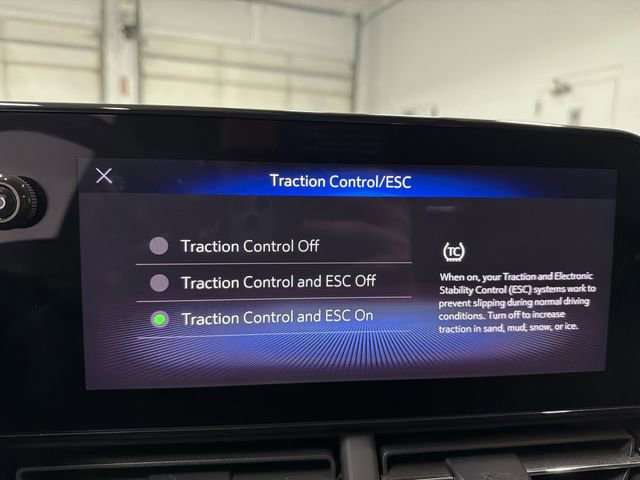 Traction Control/ESC
Traction Control Off
Traction Control and ESC Off
Traction Control and ESC On
TC
When on, your Traction and Electronic
Stability Control (ESC) systems work to
prevent slipping during normal driving
conditions. Turn off to increase
traction in sand, mud, snow, or ice.